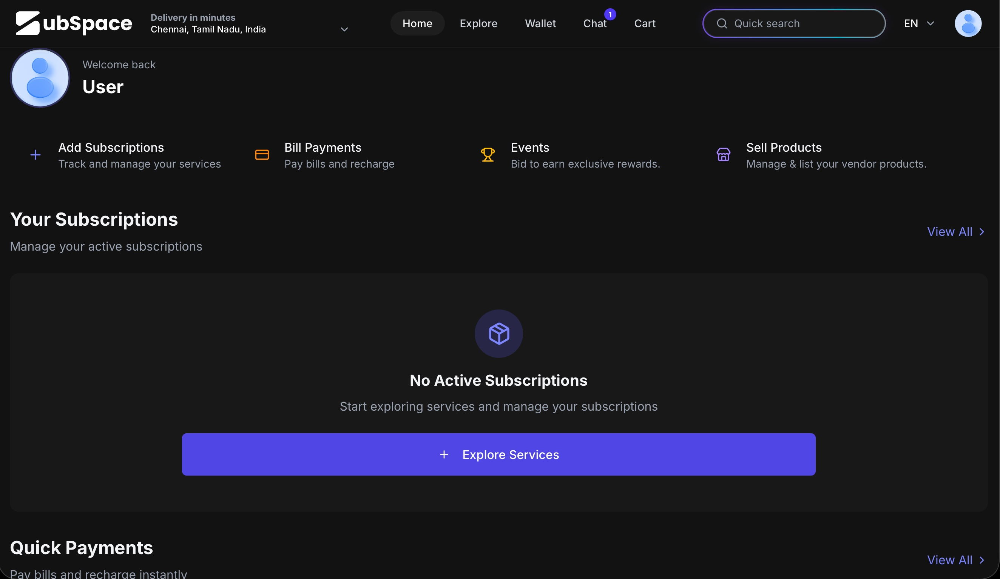 ubSpace
Delivery in minutes
Chennai, Tamil Nadu, India
Home
Explore
Wallet
Chat
1
Cart
Quick search
EN
Welcome back
User
Add Subscriptions
Track and manage your services
Bill Payments
Pay bills and recharge
Events
Bid to earn exclusive rewards.
Sell Products
Manage & list your vendor products.
Your Subscriptions
Manage your active subscriptions
View All
No Active Subscriptions
Start exploring services and manage your subscriptions
Explore Services
Quick Payments
Pay bills and recharge instantly
View All